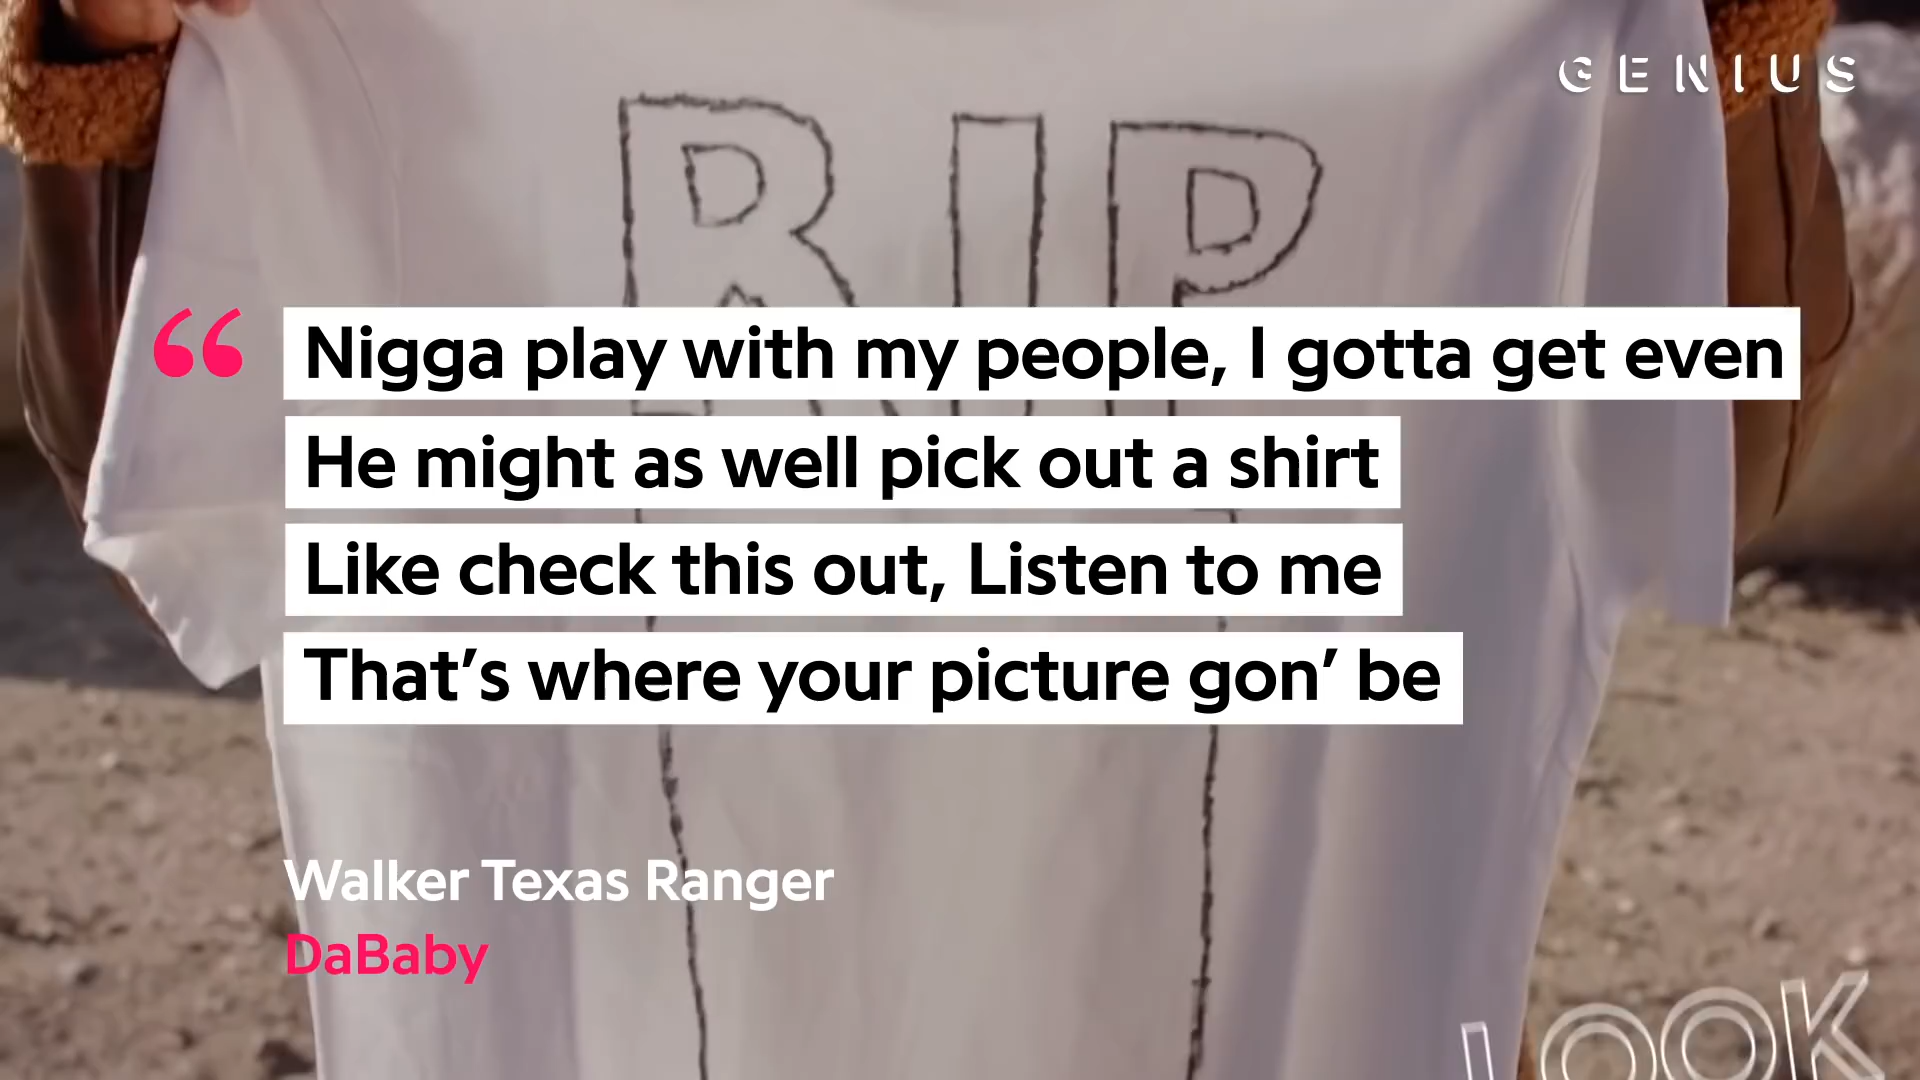 GENIUS
RIP
“
Nigga play with my people, I gotta get even
He might as well pick out a shirt
Like check this out, Listen to me
That’s where your picture gon’ be
Walker Texas Ranger
DaBaby
LOOK